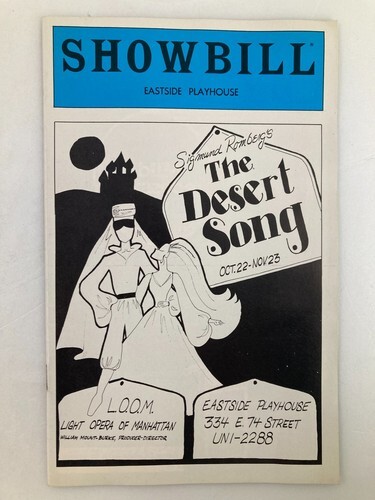 SHOWBILL
EASTSIDE PLAYHOUSE
Sigmund Romberg's
The
Desert
Song
OCT. 22 - NOV 23
L.O.O.M.
LIGHT OPERA OF MANHATTAN
WILLIAM MOUNT-BURKE, PRODUCER-DIRECTOR
EASTSIDE PLAYHOUSE
334 E. 74 STREET
UN1-2288